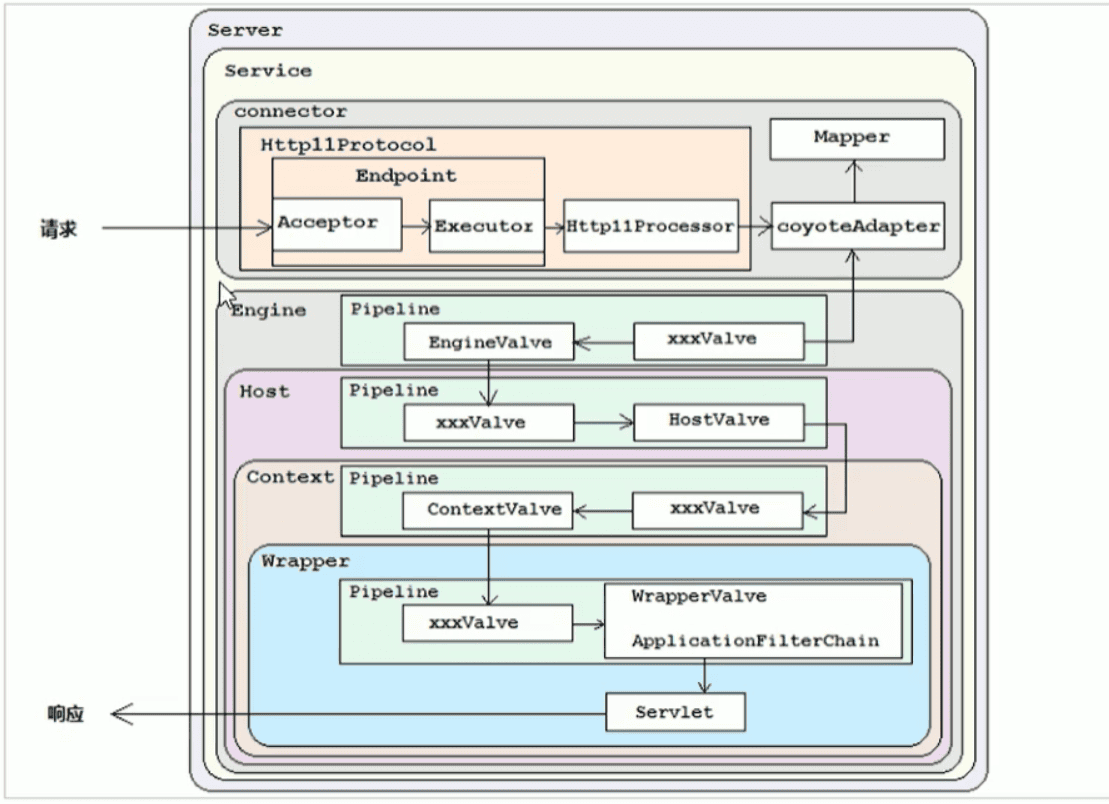 Server
Service
connector
Http11Protocol
Mapper
Endpoint
请求
Acceptor
Executor
Http11Processor
coyoteAdapter
Engine
Pipeline
EngineValve
xxxValve
Host
Pipeline
xxxValve
HostValve
Context
Pipeline
ContextValve
xxxValve
Wrapper
Pipeline
xxxValve
WrapperValve
ApplicationFilterChain
响应
Servlet